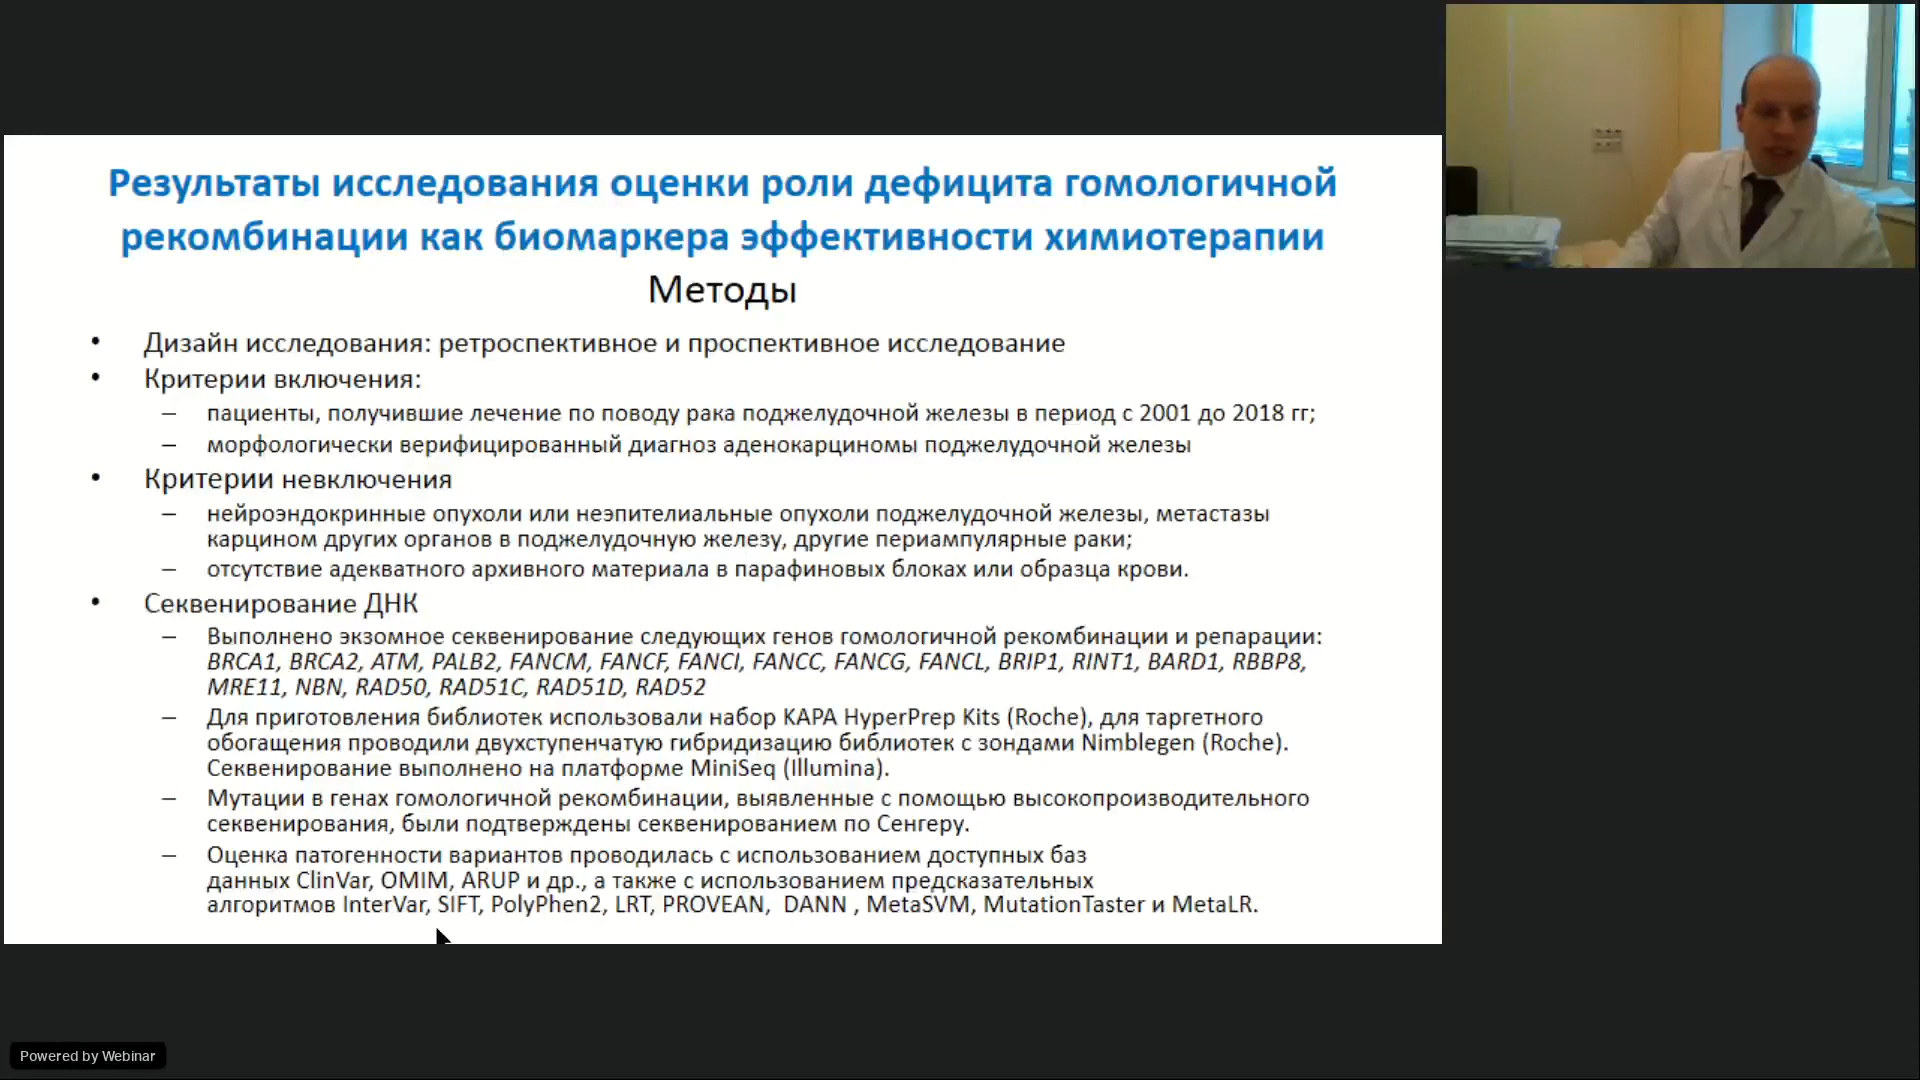 Результаты исследования оценки роли дефицита гомологичной
рекомбинации как биомаркера эффективности химиотерапии
Методы
• Дизайн исследования: ретроспективное и проспективное исследование
• Критерии включения:
– пациенты, получившие лечение по поводу рака поджелудочной железы в период с 2001 до 2018 гг;
– морфологически верифицированный диагноз аденокарциномы поджелудочной железы
• Критерии невключения
– нейроэндокринные опухоли или неэпителиальные опухоли поджелудочной железы, метастазы
карцином других органов в поджелудочную железу, другие периампулярные раки;
– отсутствие адекватного архивного материала в парафиновых блоках или образца крови.
• Секвенирование ДНК
– Выполнено экзомное секвенирование следующих генов гомологичной рекомбинации и репарации:
BRCA1, BRCA2, ATM, PALB2, FANCM, FANCF, FANCI, FANCC, FANCG, FANCL, BRIP1, RINT1, BARD1, RBBP8,
MRE11, NBN, RAD50, RAD51C, RAD51D, RAD52
– Для приготовления библиотек использовали набор KAPA HyperPrep Kits (Roche), для таргетного
обогащения проводили двухступенчатую гибридизацию библиотек с зондами Nimblegen (Roche).
Секвенирование выполнено на платформе MiniSeq (Illumina).
– Мутации в генах гомологичной рекомбинации, выявленные с помощью высокопроизводительного
секвенирования, были подтверждены секвенированием по Сенгеру.
– Оценка патогенности вариантов проводилась с использованием доступных баз
данных ClinVar, OMIM, ARUP и др., а также с использованием предсказательных
алгоритмов InterVar, SIFT, PolyPhen2, LRT, PROVEAN, DANN , MetaSVM, MutationTaster и MetaLR.
Powered by Webinar